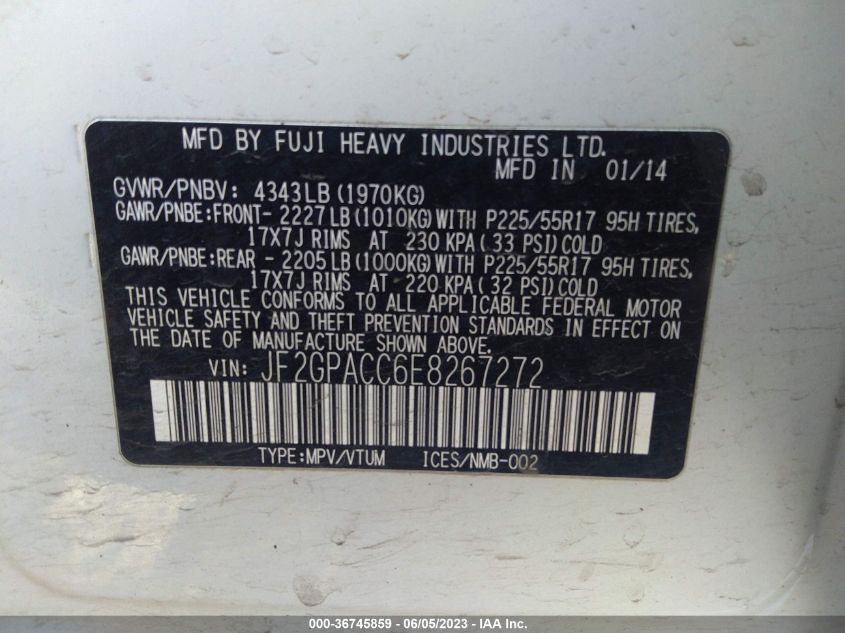 MFD BY FUJI HEAVY INDUSTRIES LTD.
MFD IN 01/14
GVWR/PNBV: 4343LB(1970KG)
GAWR/PNBE:FRONT- 2227LB(1010KG)WITH P225/55R17 95H TIRES,
17X7J RIMS AT 230 KPA(33 PSI)COLD
GAWR/PNBE:REAR - 2205LB(1000KG)WITH P225/55R17 95H TIRES,
17X7J RIMS AT 220 KPA(32 PSI)COLD
THIS VEHICLE CONFORMS TO ALL APPLICABLE FEDERAL MOTOR
VEHICLE SAFETY AND THEFT PREVENTION STANDARDS IN EFFECT ON
THE DATE OF MANUFACTURE SHOWN ABOVE.
VIN: JF2GPACC6E8267272
TYPE:MPV/VTUM ICES/NMB-002
000-36745859 - 06/05/2023 - IAA Inc.